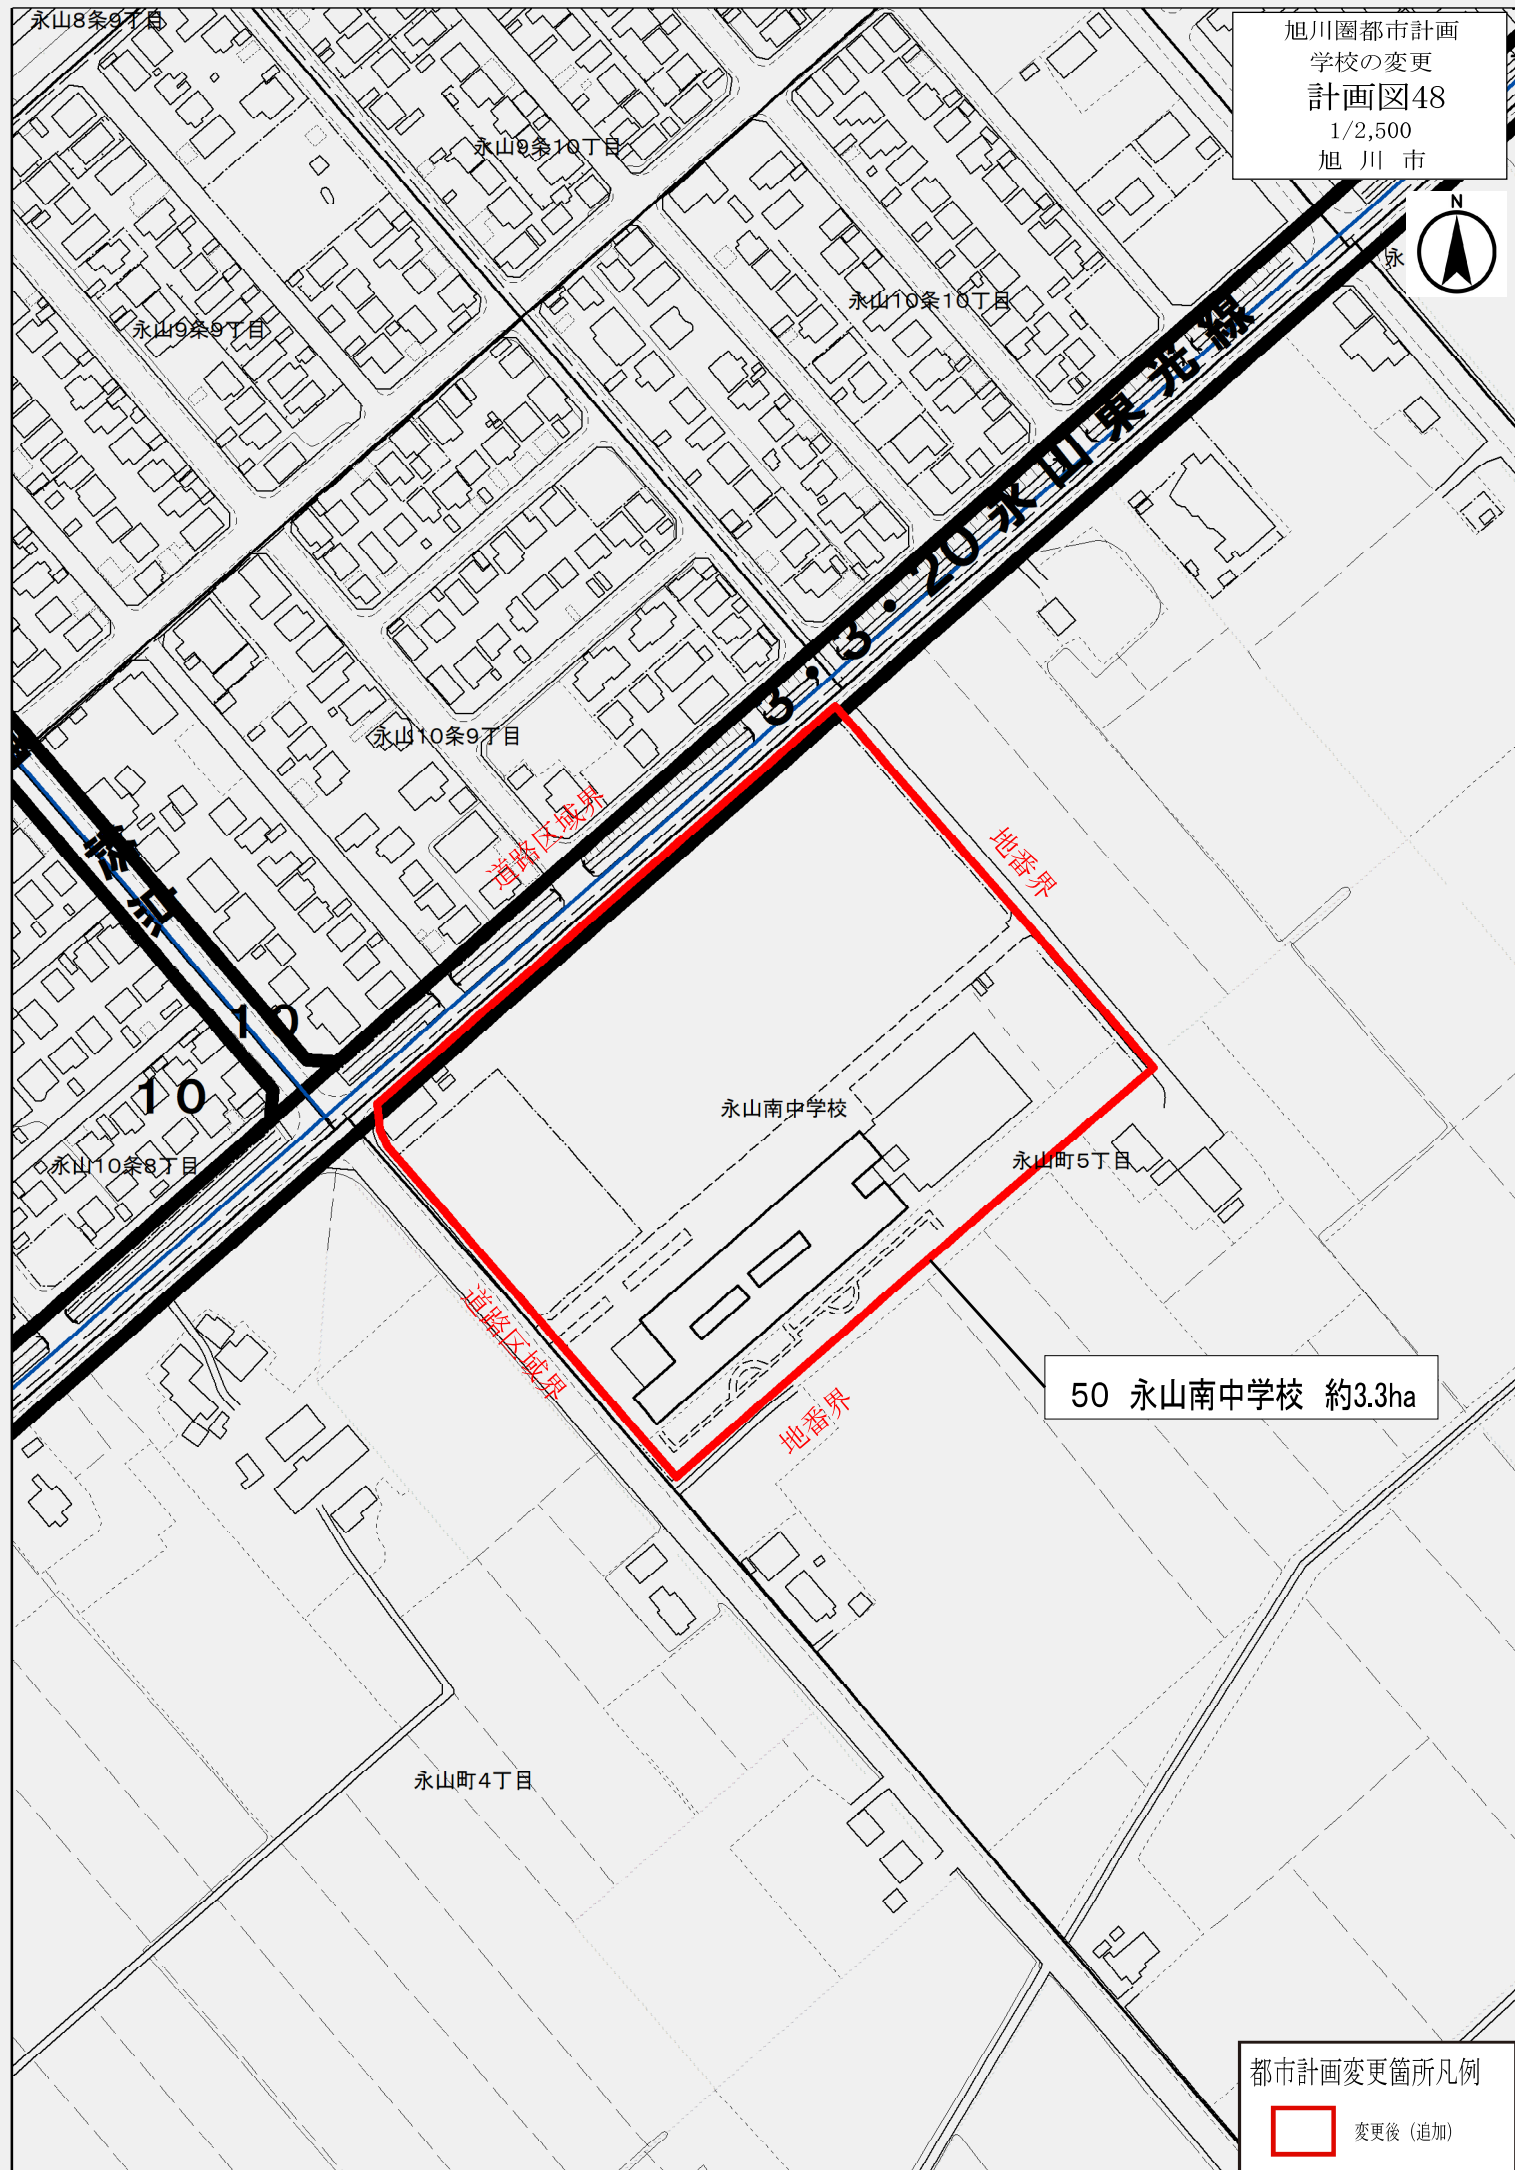 永山8条9丁目
旭川圏都市計画
学校の変更
計画図48
1/2,500
旭川市
N
永山9条10丁目
永
永山10条10丁目
永山9条9丁目
3・3・20永山東光線
永山10条9丁目
道路区域界
地番界
10
10
永山南中学校
永山町5丁目
永山10条8丁目
道路区域界
50 永山南中学校 約3.3ha
地番界
永山町4丁目
都市計画変更箇所凡例
変更後（追加）